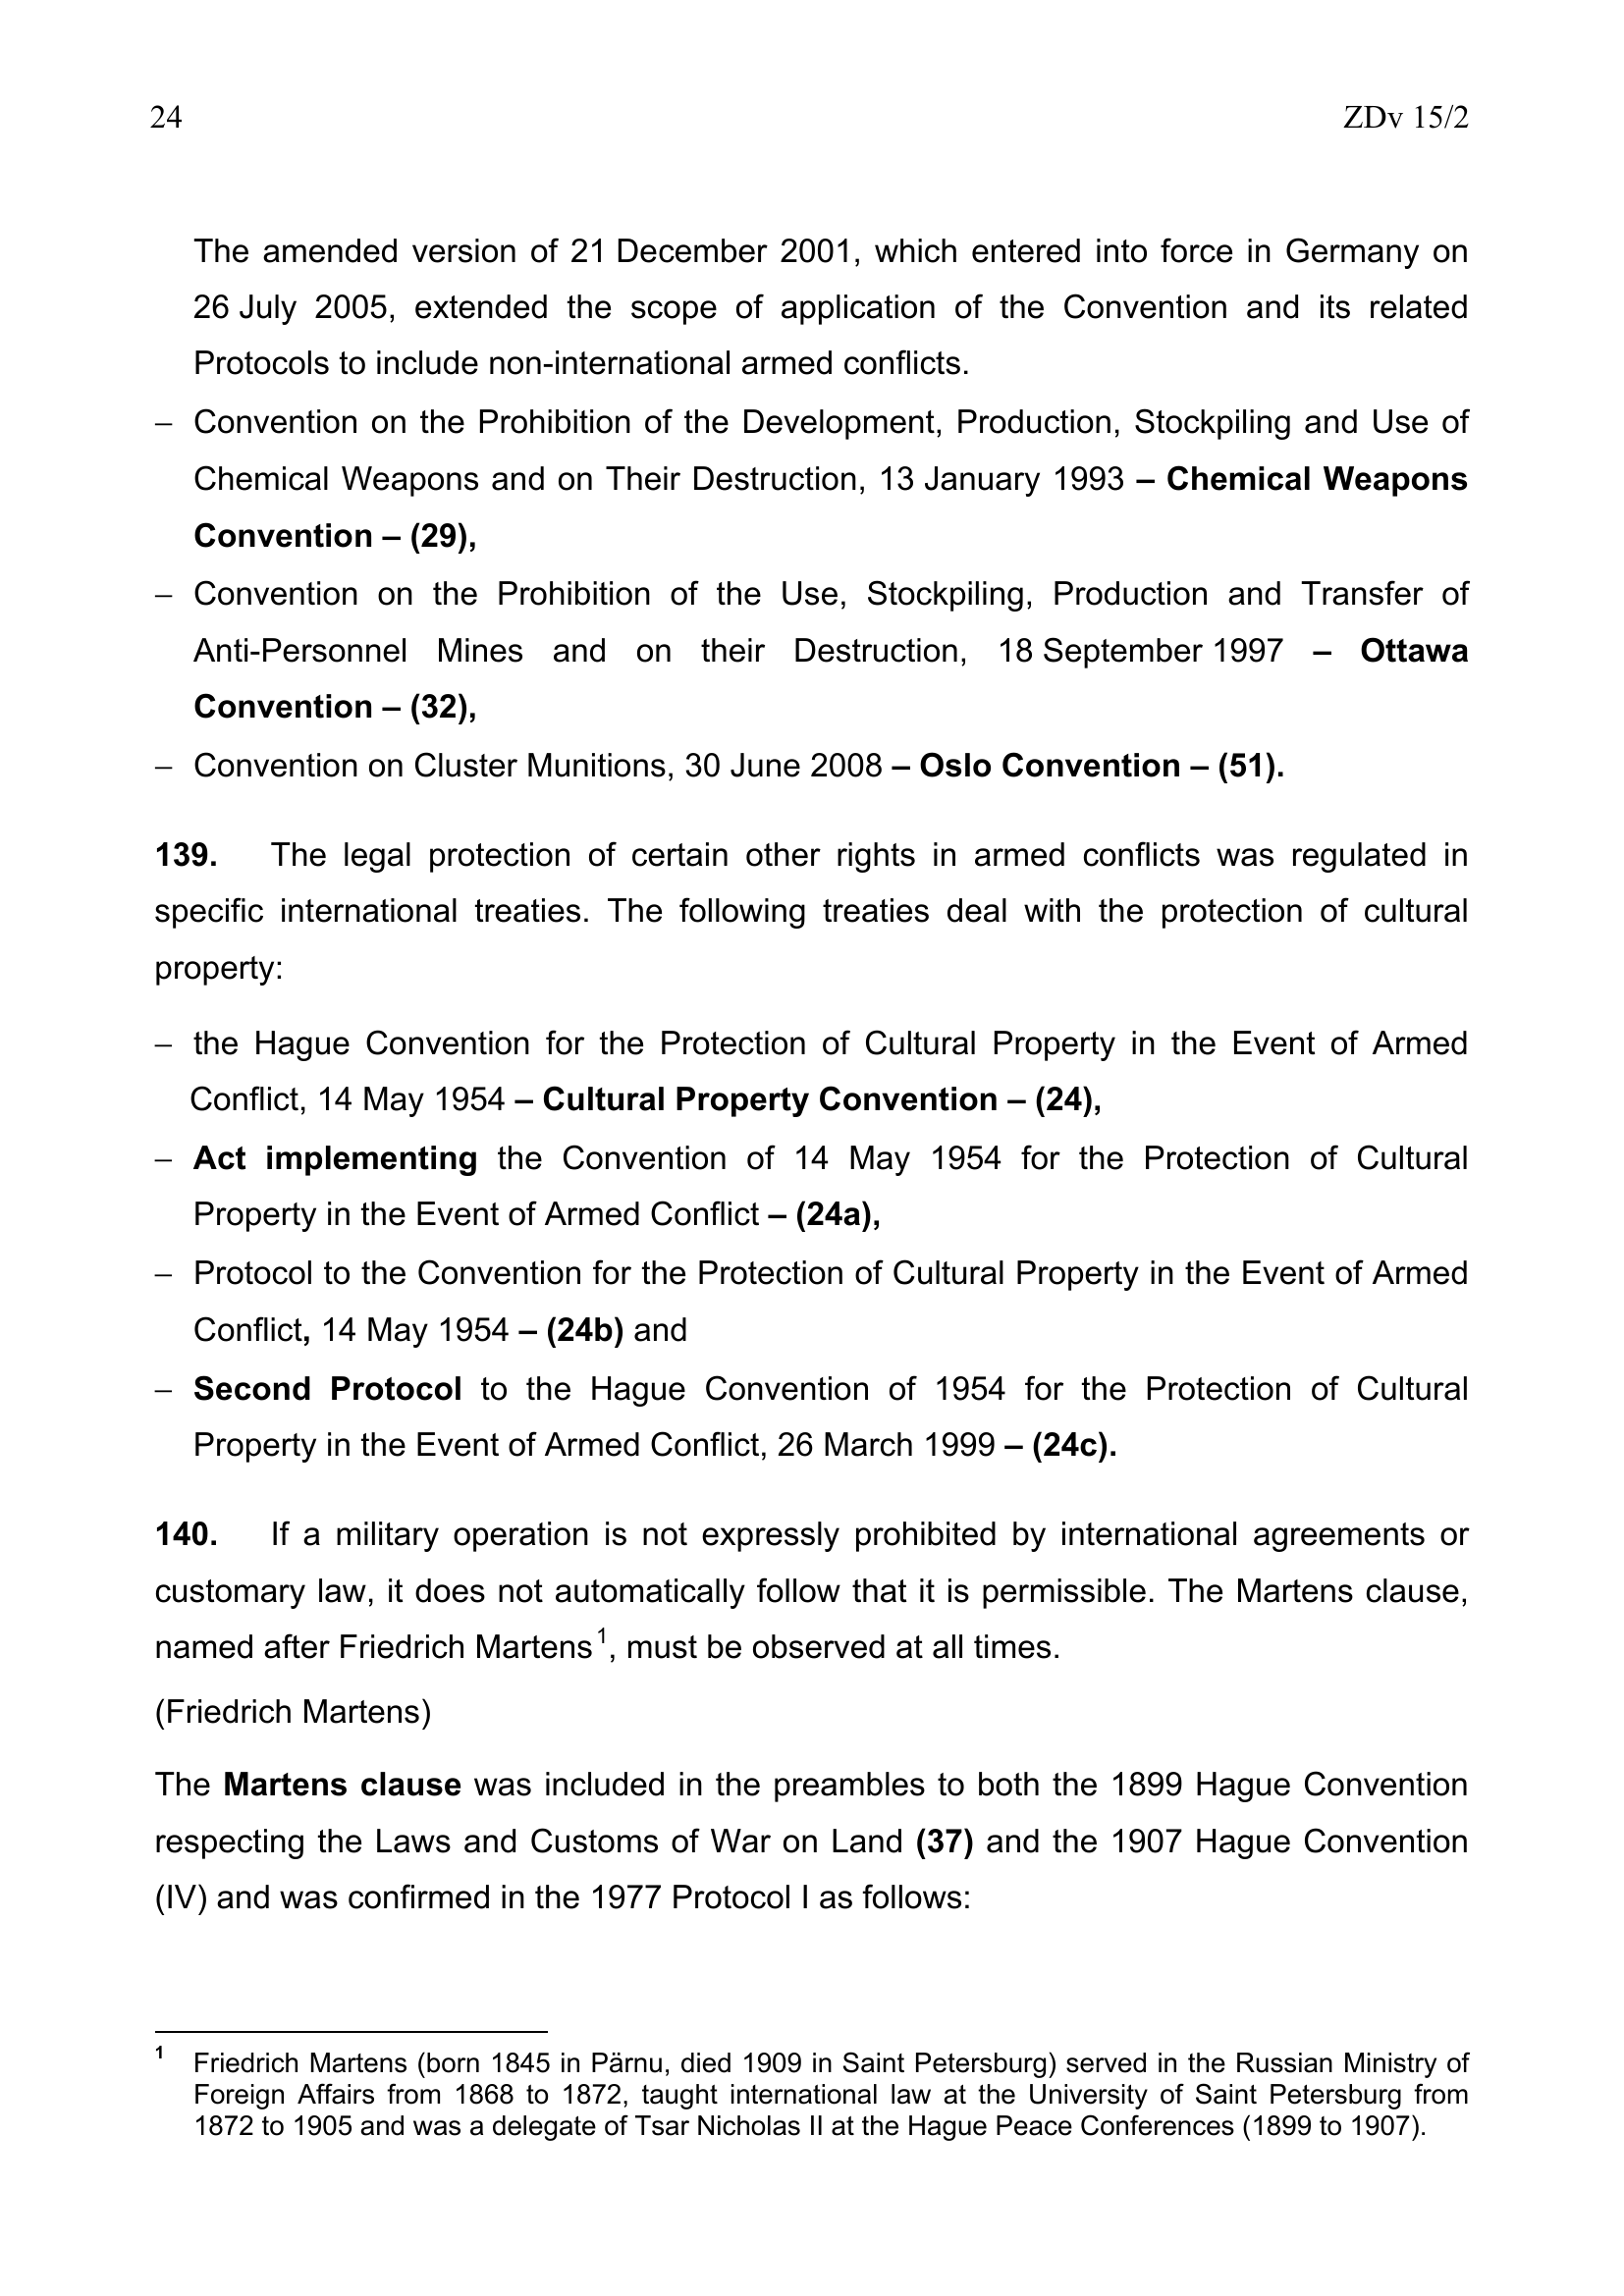 24 ZDv 15/2
The amended version of 21 December 2001, which entered into force in Germany on
26 July 2005, extended the scope of application of the Convention and its related
Protocols to include non-international armed conflicts.
– Convention on the Prohibition of the Development, Production, Stockpiling and Use of
Chemical Weapons and on Their Destruction, 13 January 1993 – Chemical Weapons
Convention – (29),
– Convention on the Prohibition of the Use, Stockpiling, Production and Transfer of
Anti-Personnel Mines and on their Destruction, 18 September 1997 – Ottawa
Convention – (32),
– Convention on Cluster Munitions, 30 June 2008 – Oslo Convention – (51).
139. The legal protection of certain other rights in armed conflicts was regulated in
specific international treaties. The following treaties deal with the protection of cultural
property:
– the Hague Convention for the Protection of Cultural Property in the Event of Armed
Conflict, 14 May 1954 – Cultural Property Convention – (24),
– Act implementing the Convention of 14 May 1954 for the Protection of Cultural
Property in the Event of Armed Conflict – (24a),
– Protocol to the Convention for the Protection of Cultural Property in the Event of Armed
Conflict, 14 May 1954 – (24b) and
– Second Protocol to the Hague Convention of 1954 for the Protection of Cultural
Property in the Event of Armed Conflict, 26 March 1999 – (24c).
140. If a military operation is not expressly prohibited by international agreements or
customary law, it does not automatically follow that it is permissible. The Martens clause,
named after Friedrich Martens1, must be observed at all times.
(Friedrich Martens)
The Martens clause was included in the preambles to both the 1899 Hague Convention
respecting the Laws and Customs of War on Land (37) and the 1907 Hague Convention
(IV) and was confirmed in the 1977 Protocol I as follows:
1 Friedrich Martens (born 1845 in Pärnu, died 1909 in Saint Petersburg) served in the Russian Ministry of
Foreign Affairs from 1868 to 1872, taught international law at the University of Saint Petersburg from
1872 to 1905 and was a delegate of Tsar Nicholas II at the Hague Peace Conferences (1899 to 1907).